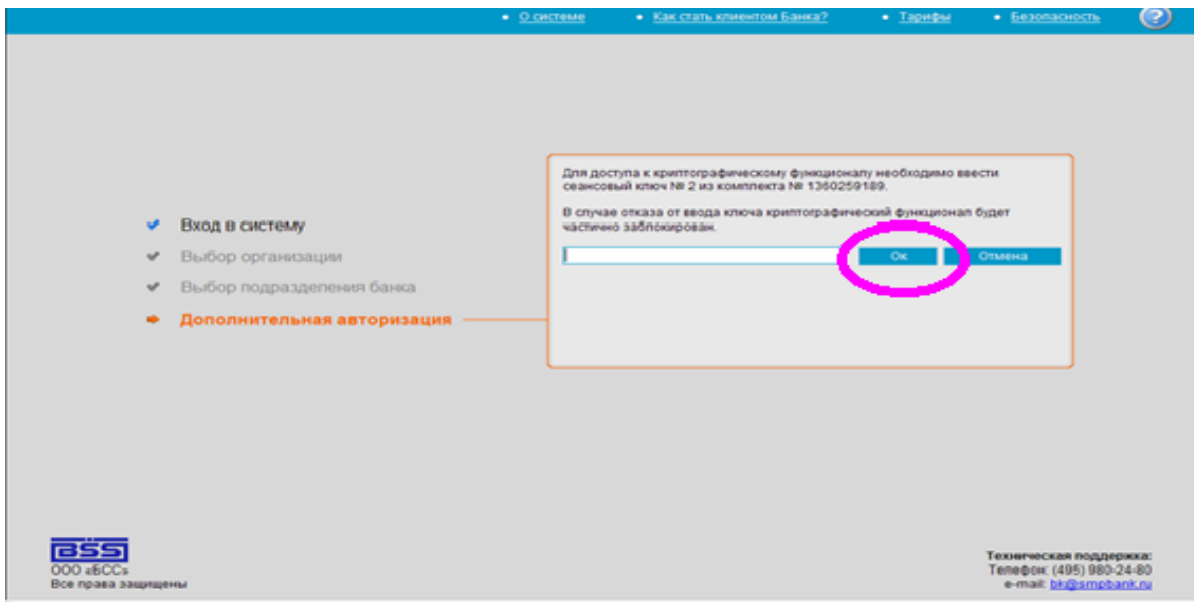 • О системе • Как стать клиентом Банка? • Тарифы • Безопасность ?
Для доступа к криптографическому функционалу необходимо ввести
сеансовый ключ № 2 из комплекта № 1360259189.
В случае отказа от ввода ключа криптографический функционал будет
частично заблокирован.
Ок Отмена
Вход в систему
Выбор организации
Выбор подразделения банка
Дополнительная авторизация
BSS
ООО «БСС»
Все права защищены
Техническая поддержка:
Телефон: (495) 980-24-80
e-mail: bk@smpbank.ru